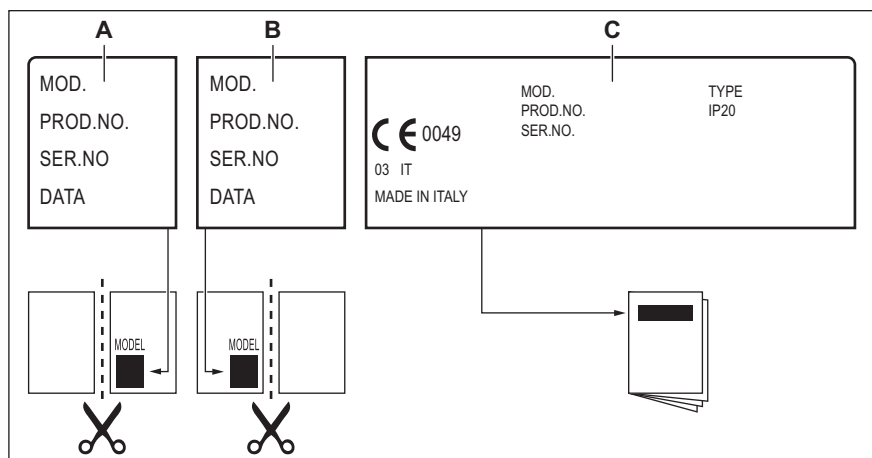 A
B
C
MOD.
PROD.NO.
SER.NO
DATA
MOD.
PROD.NO.
SER.NO
DATA
MOD.
TYPE
PROD.NO.
IP20
SER.NO.
CE 0049
03 IT
MADE IN ITALY
MODEL
MODEL